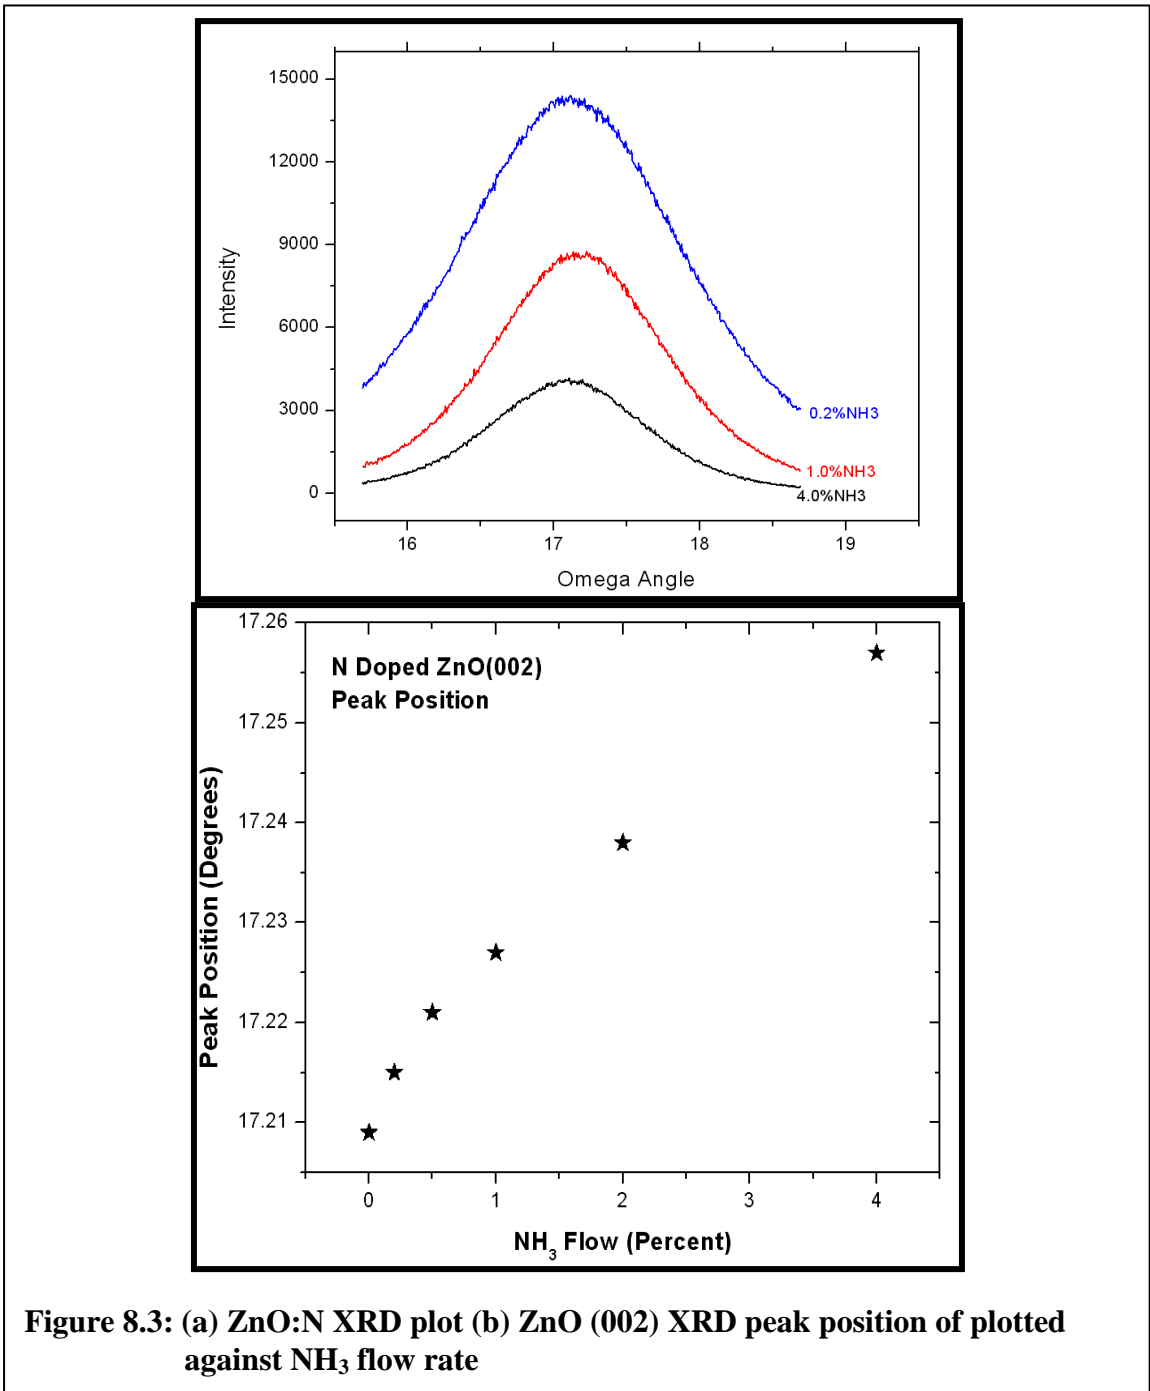 15000
12000
9000
6000
3000
0
Intensity
0.2%NH3
1.0%NH3
4.0%NH3
16 17 18 19
Omega Angle
17.26
17.25
17.24
17.23
17.22
17.21
Peak Position (Degrees)
N Doped ZnO(002)
Peak Position
0 1 2 3 4
NH3 Flow (Percent)
Figure 8.3: (a) ZnO:N XRD plot (b) ZnO (002) XRD peak position of plotted
against NH3 flow rate